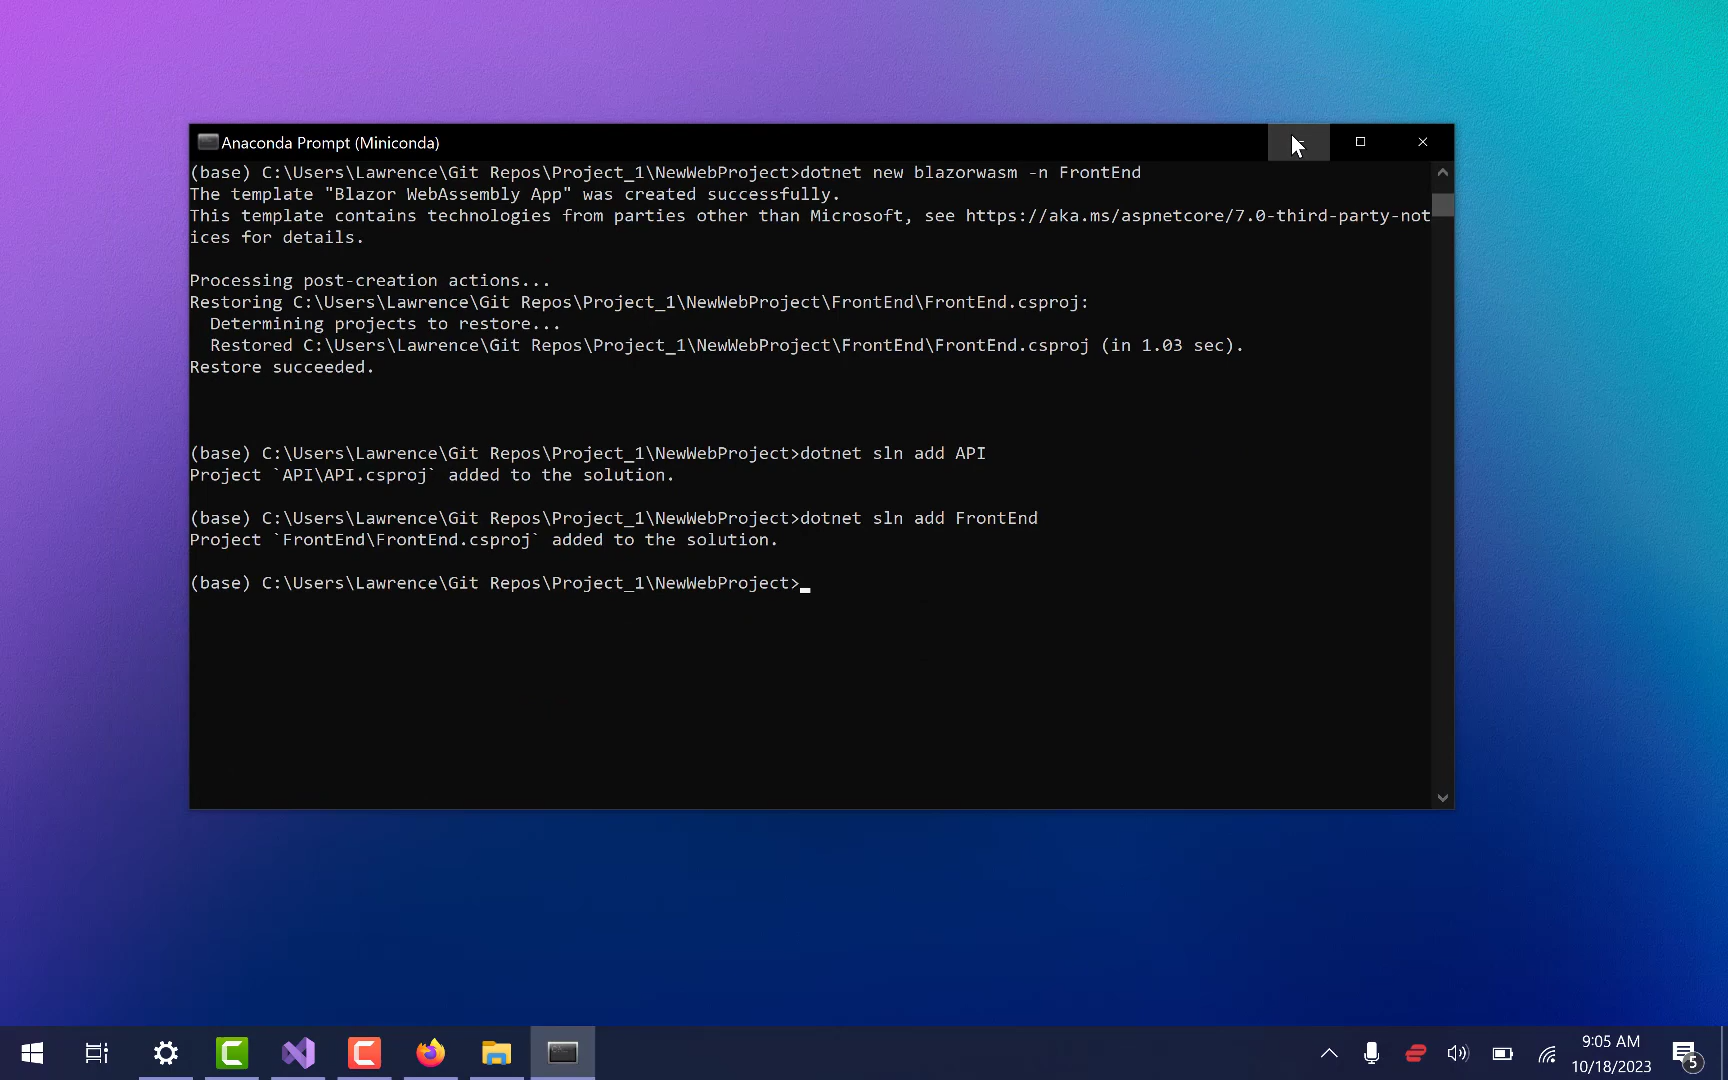 Anaconda Prompt (Miniconda)
(base) C:\Users\Lawrence\Git Repos\Project_1\NewWebProject>dotnet new blazorwasm -n FrontEnd
The template "Blazor WebAssembly App" was created successfully.
This template contains technologies from parties other than Microsoft, see https://aka.ms/aspnetcore/7.0-third-party-not
ices for details.
Processing post-creation actions...
Restoring C:\Users\Lawrence\Git Repos\Project_1\NewWebProject\FrontEnd\FrontEnd.csproj:
Determining projects to restore...
Restored C:\Users\Lawrence\Git Repos\Project_1\NewWebProject\FrontEnd\FrontEnd.csproj (in 1.03 sec).
Restore succeeded.
(base) C:\Users\Lawrence\Git Repos\Project_1\NewWebProject>dotnet sln add API
Project `API\API.csproj` added to the solution.
(base) C:\Users\Lawrence\Git Repos\Project_1\NewWebProject>dotnet sln add FrontEnd
Project `FrontEnd\FrontEnd.csproj` added to the solution.
(base) C:\Users\Lawrence\Git Repos\Project_1\NewWebProject>
9:05 AM
10/18/2023
5